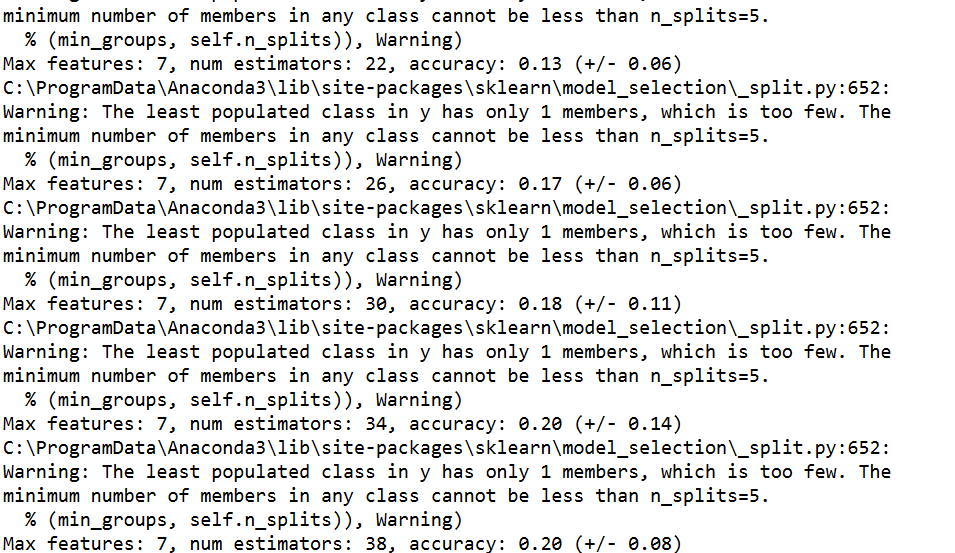 minimum number of members in any class cannot be less than n_splits=5.
  % (min_groups, self.n_splits)), Warning)
Max features: 7, num estimators: 22, accuracy: 0.13 (+/- 0.06)
C:\ProgramData\Anaconda3\lib\site-packages\sklearn\model_selection\_split.py:652:
Warning: The least populated class in y has only 1 members, which is too few. The
minimum number of members in any class cannot be less than n_splits=5.
  % (min_groups, self.n_splits)), Warning)
Max features: 7, num estimators: 26, accuracy: 0.17 (+/- 0.06)
C:\ProgramData\Anaconda3\lib\site-packages\sklearn\model_selection\_split.py:652:
Warning: The least populated class in y has only 1 members, which is too few. The
minimum number of members in any class cannot be less than n_splits=5.
  % (min_groups, self.n_splits)), Warning)
Max features: 7, num estimators: 30, accuracy: 0.18 (+/- 0.11)
C:\ProgramData\Anaconda3\lib\site-packages\sklearn\model_selection\_split.py:652:
Warning: The least populated class in y has only 1 members, which is too few. The
minimum number of members in any class cannot be less than n_splits=5.
  % (min_groups, self.n_splits)), Warning)
Max features: 7, num estimators: 34, accuracy: 0.20 (+/- 0.14)
C:\ProgramData\Anaconda3\lib\site-packages\sklearn\model_selection\_split.py:652:
Warning: The least populated class in y has only 1 members, which is too few. The
minimum number of members in any class cannot be less than n_splits=5.
  % (min_groups, self.n_splits)), Warning)
Max features: 7, num estimators: 38, accuracy: 0.20 (+/- 0.08)